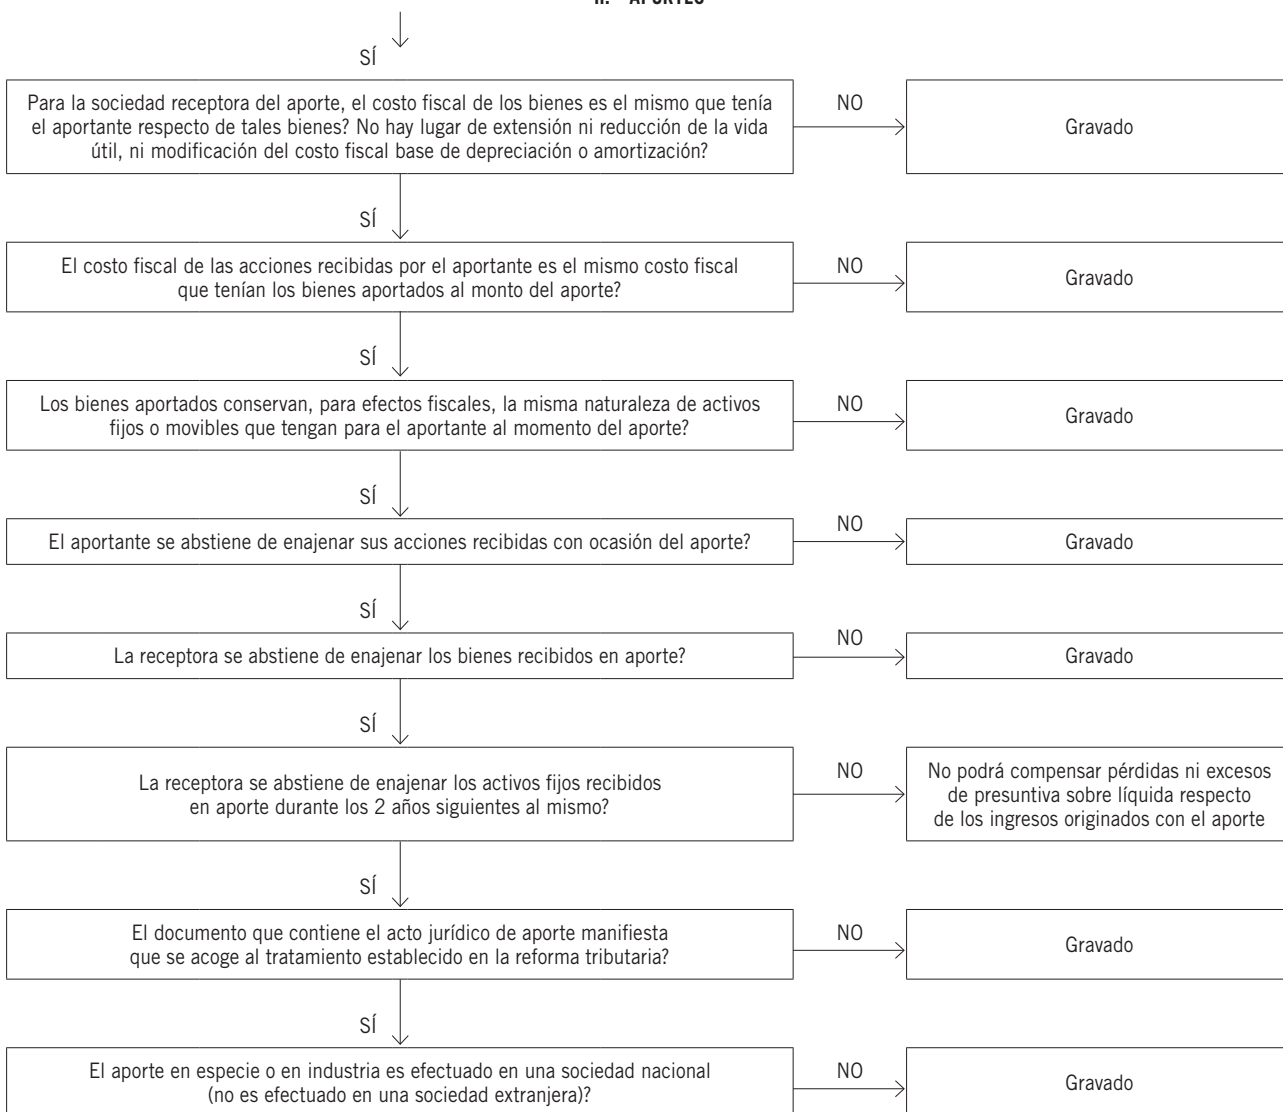 II. APORTES
SÍ
Para la sociedad receptora del aporte, el costo fiscal de los bienes es el mismo que tenía
el aportante respecto de tales bienes? No hay lugar de extensión ni reducción de la vida
útil, ni modificación del costo fiscal base de depreciación o amortización?
NO
Gravado
SÍ
El costo fiscal de las acciones recibidas por el aportante es el mismo costo fiscal
que tenían los bienes aportados al monto del aporte?
NO
Gravado
SÍ
Los bienes aportados conservan, para efectos fiscales, la misma naturaleza de activos
fijos o movibles que tengan para el aportante al momento del aporte?
NO
Gravado
SÍ
El aportante se abstiene de enajenar sus acciones recibidas con ocasión del aporte?
NO
Gravado
SÍ
La receptora se abstiene de enajenar los bienes recibidos en aporte?
NO
Gravado
SÍ
La receptora se abstiene de enajenar los activos fijos recibidos
en aporte durante los 2 años siguientes al mismo?
NO
No podrá compensar pérdidas ni excesos
de presuntiva sobre líquida respecto
de los ingresos originados con el aporte
SÍ
El documento que contiene el acto jurídico de aporte manifiesta
que se acoge al tratamiento establecido en la reforma tributaria?
NO
Gravado
SÍ
El aporte en especie o en industria es efectuado en una sociedad nacional
(no es efectuado en una sociedad extranjera)?
NO
Gravado